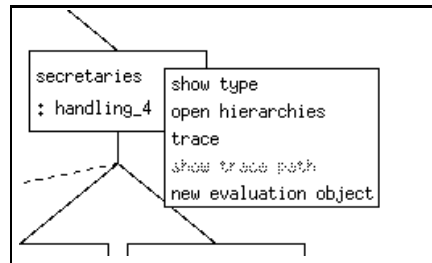 secretaries
: handling_4
show type
open hierarchies
trace
show trace path
new evaluation object